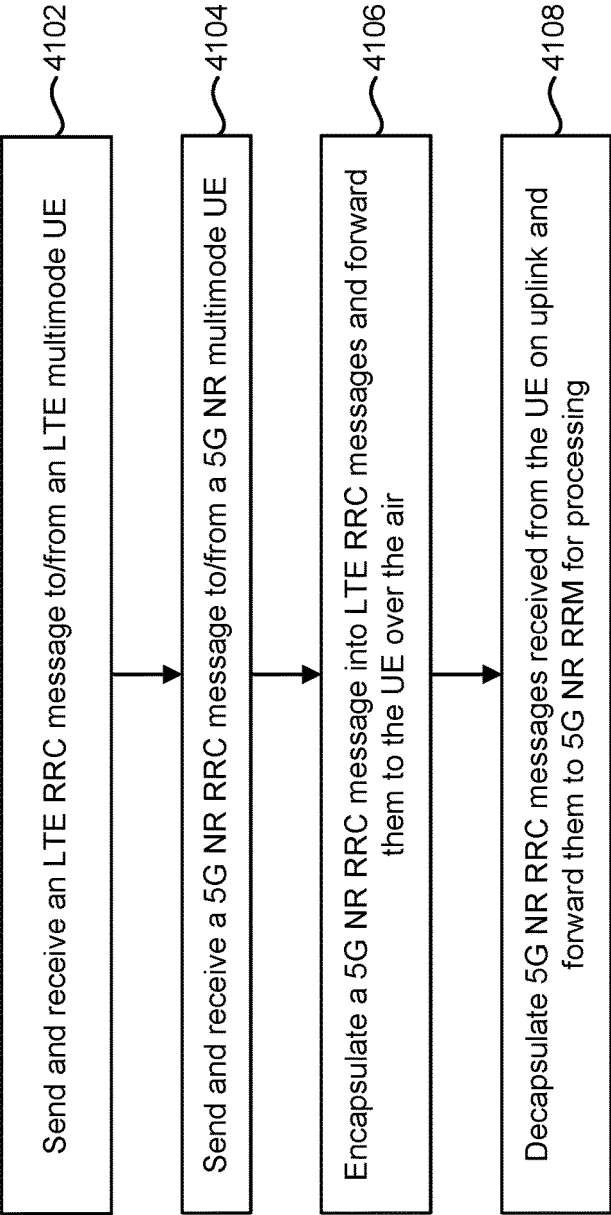 Send and receive an LTE RRC message to/from an LTE multimode UE
4102
Send and receive a 5G NR RRC message to/from a 5G NR multimode UE
4104
Encapsulate a 5G NR RRC message into LTE RRC messages and forward
them to the UE over the air
4106
Decapsulate 5G NR RRC messages received from the UE on uplink and
forward them to 5G NR RRM for processing
4108